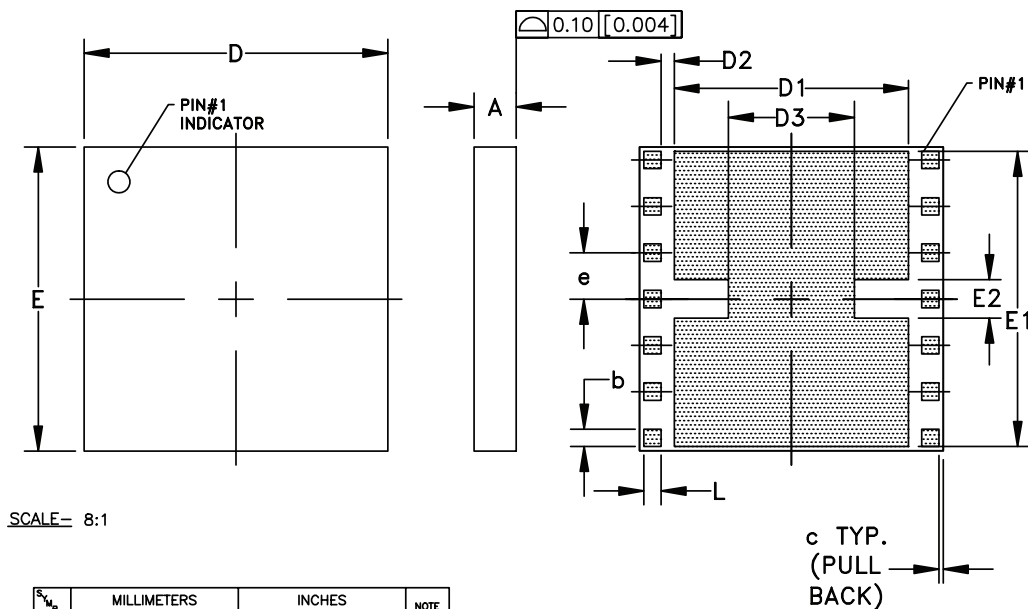 0.10 [0.004]
D
D2
D1
PIN#1
PIN#1
INDICATOR
A
D3
e
E
E2
E1
b
L
SCALE- 8:1
c TYP.
(PULL
BACK)
SYMB
MILLIMETERS
INCHES
NOTE